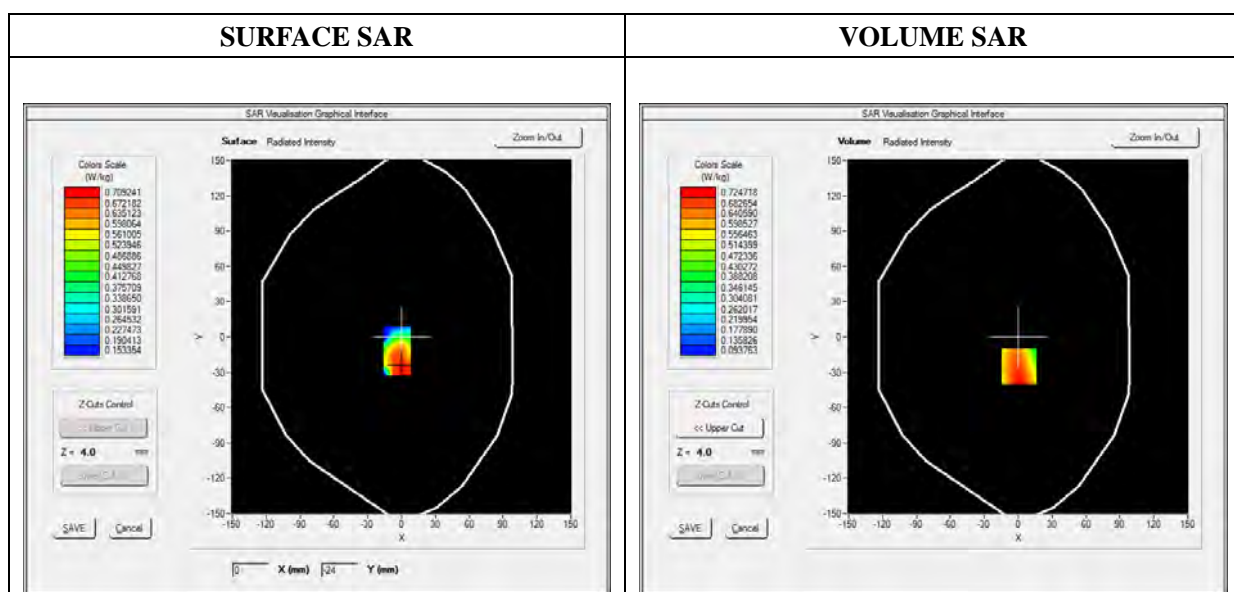 SURFACE SAR
VOLUME SAR
SAR Visualisation Graphical Interface
Surface Radiated Intensity
Zoom In/Out
Colors Scale
(W/kg)
0.709241
0.672182
0.635123
0.598064
0.561005
0.523946
0.486886
0.449827
0.412768
0.375709
0.338650
0.301591
0.264532
0.227473
0.190413
0.153354
Z-Cuts Control
<< Upper Cut
Z = 4.0 mm
SAVE Cancel
150
120
90
60
30
0
-30
-60
-90
-120
-150
Y
-150 -120 -90 -60 -30 0 30 60 90 120 150
X
0 X (mm) -24 Y (mm)
SAR Visualisation Graphical Interface
Volume Radiated Intensity
Zoom In/Out
Colors Scale
(W/kg)
0.724718
0.682654
0.640590
0.598527
0.556463
0.514399
0.472336
0.430272
0.388208
0.346145
0.304081
0.262017
0.219954
0.177890
0.135826
0.093763
Z-Cuts Control
<< Upper Cut
Z = 4.0 mm
SAVE Cancel
150
120
90
60
30
0
-30
-60
-90
-120
-150
Y
-150 -120 -90 -60 -30 0 30 60 90 120 150
X